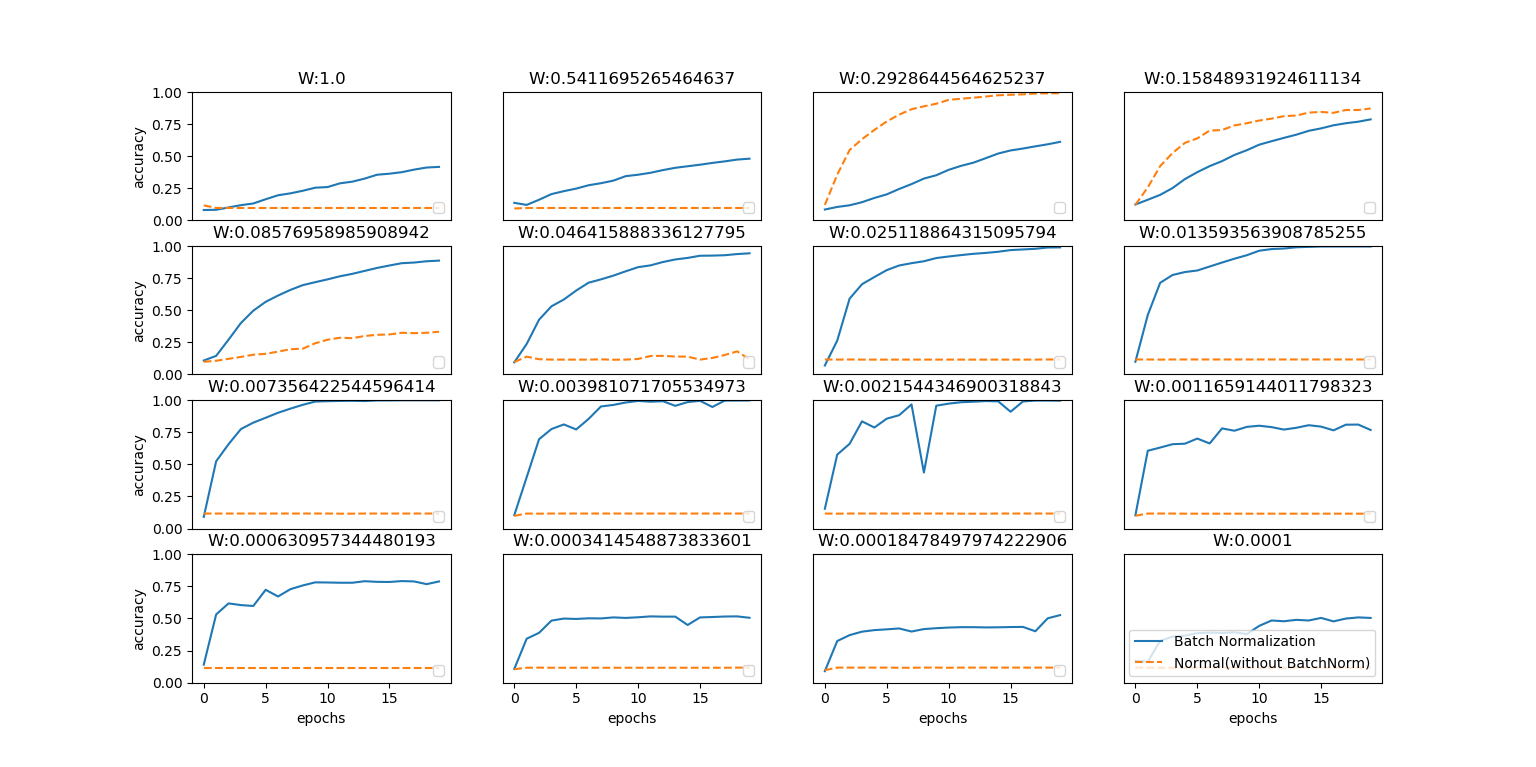 W:1.0 W:0.5411695265464637 W:0.2928644564625237 W:0.15848931924611134
1.00
0.75
0.50
0.25
0.00
accuracy
W:0.08576958985908942 W:0.046415888336127795 W:0.025118864315095794 W:0.013593563908785255
1.00
0.75
0.50
0.25
0.00
accuracy
W:0.007356422544596414 W:0.003981071705534973 W:0.0021544346900318843 W:0.0011659144011798323
1.00
0.75
0.50
0.25
0.00
accuracy
W:0.000630957344480193 W:0.0003414548873833601 W:0.00018478497974222906 W:0.0001
1.00
0.75
0.50
0.25
0.00
accuracy
Batch Normalization
Normal(without BatchNorm)
0 5 10 15 0 5 10 15 0 5 10 15 0 5 10 15
epochs epochs epochs epochs